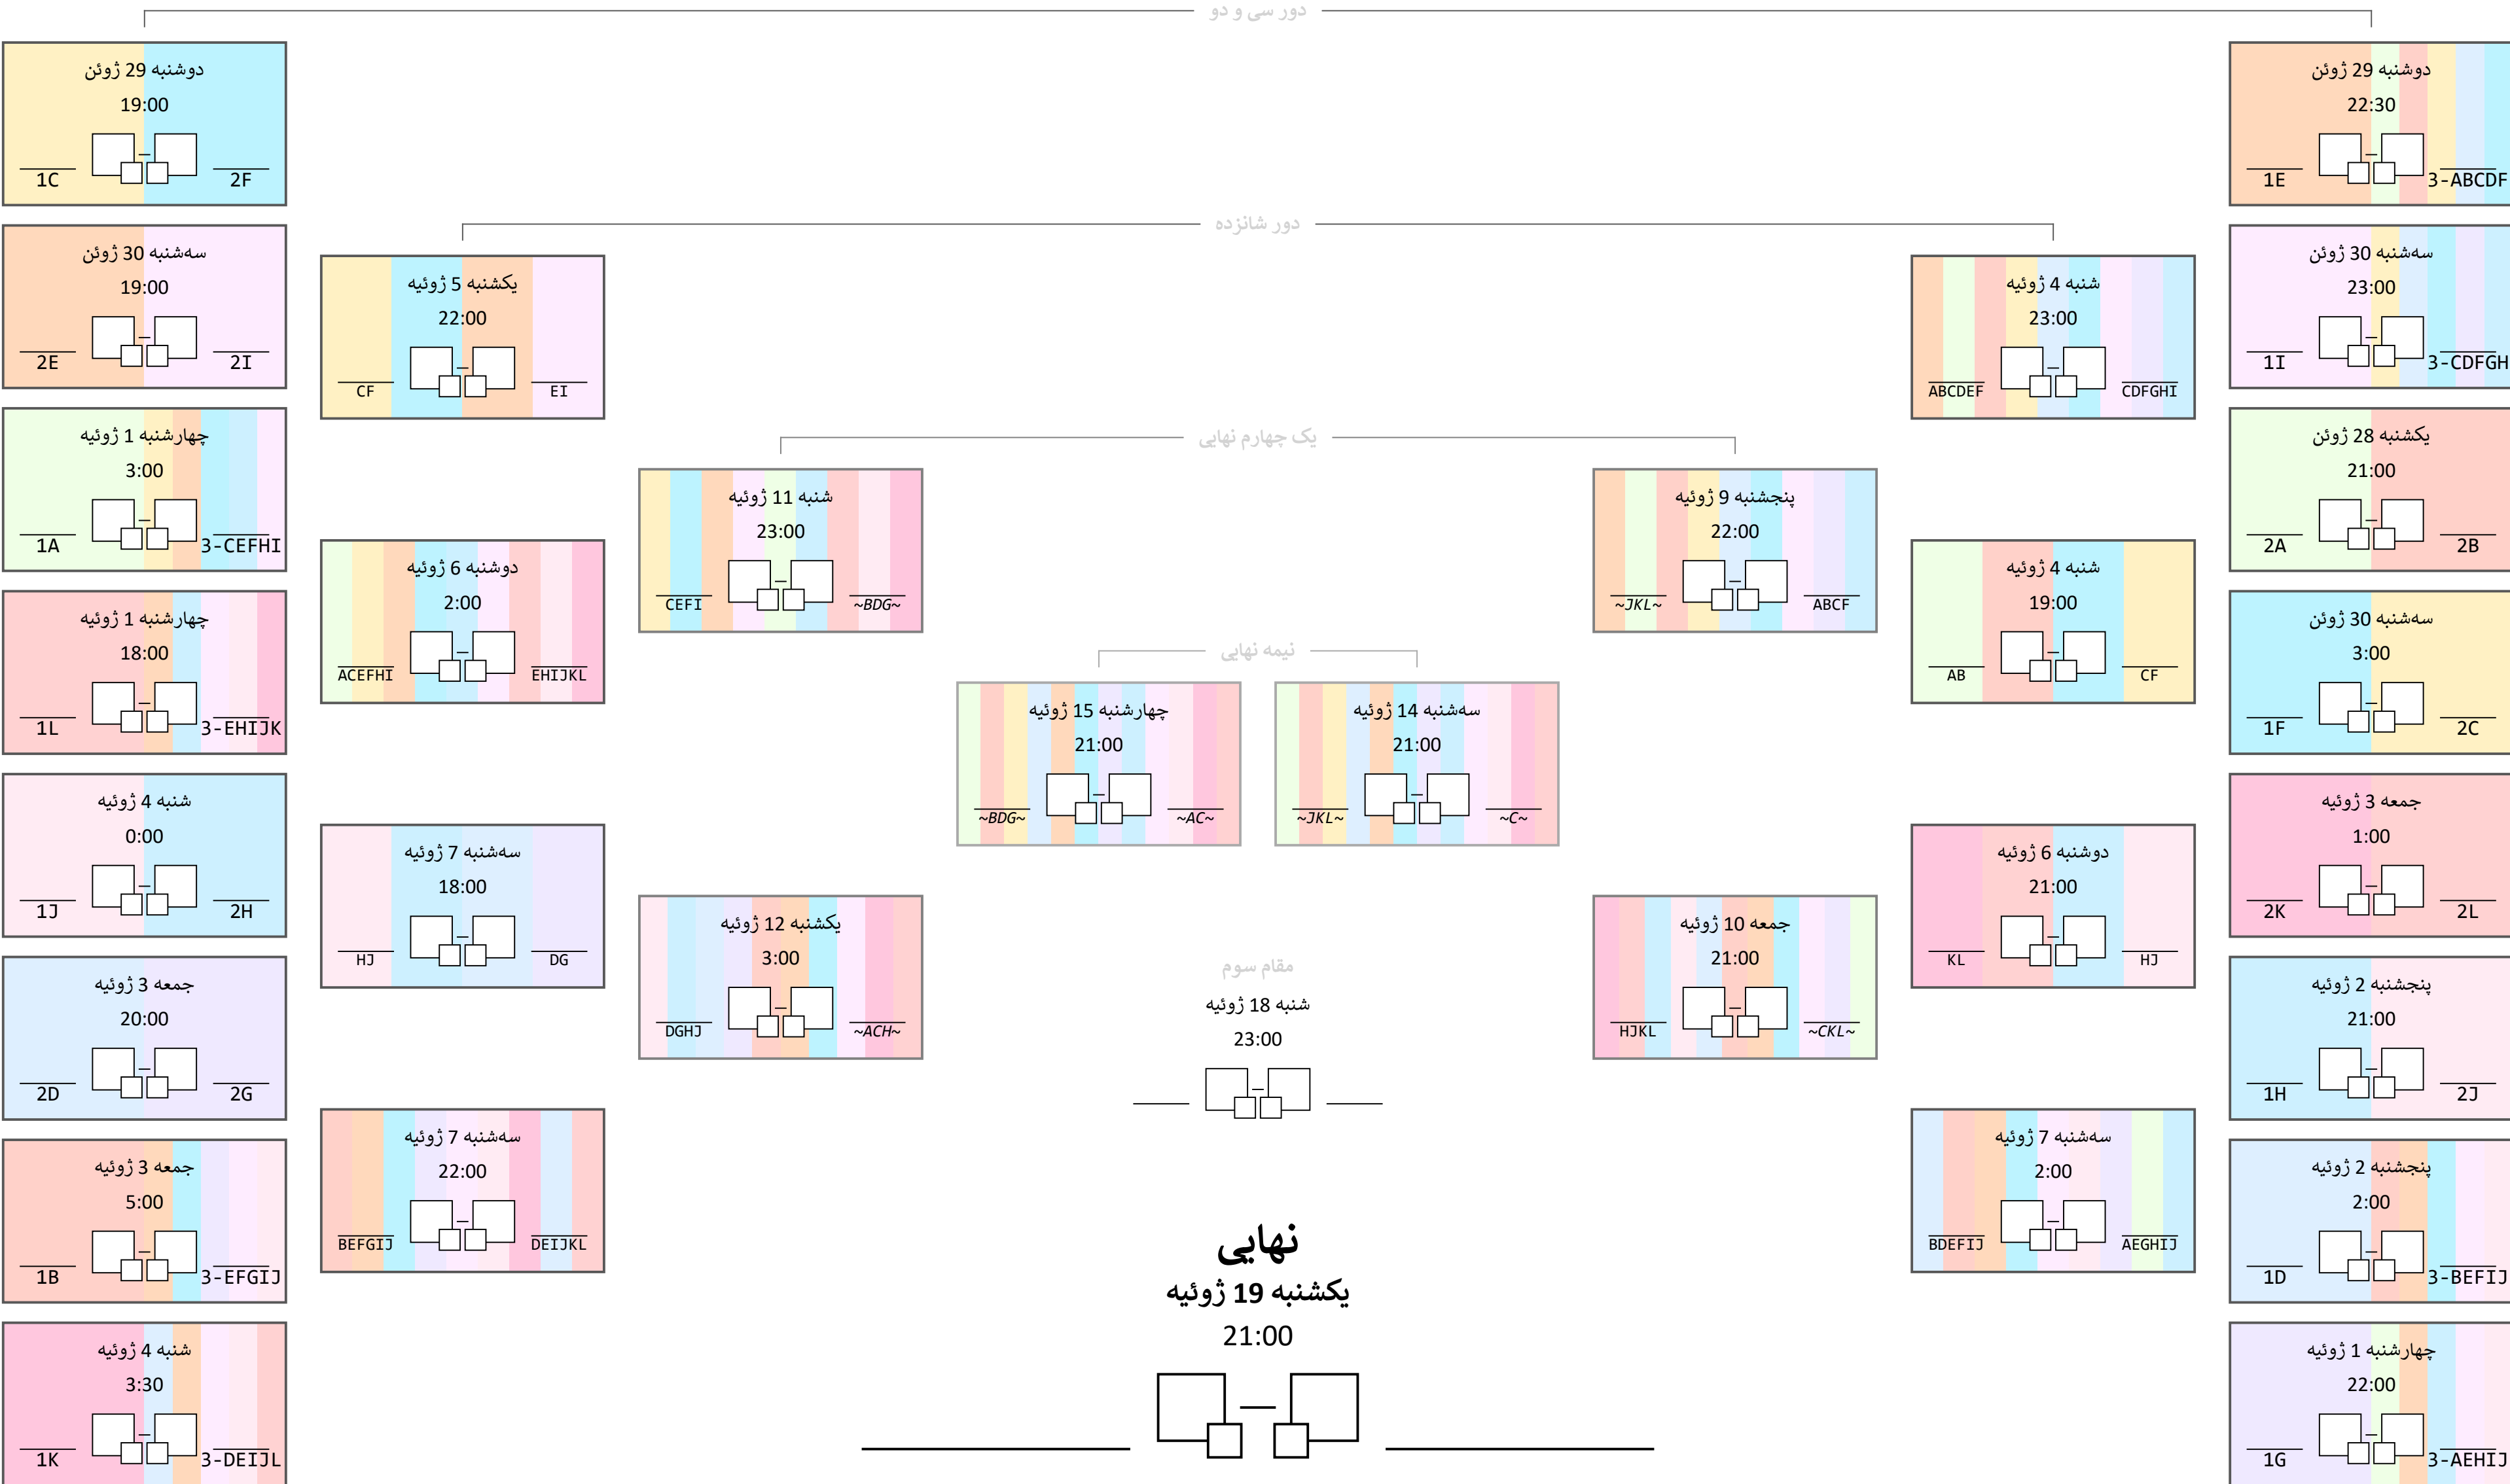 دور سی و دو
دوشنبه 29 ژوئن
19:00
1C – 2F
سه‌شنبه 30 ژوئن
19:00
2E – 2I
چهارشنبه 1 ژوئیه
3:00
1A – 3-CEFHI
چهارشنبه 1 ژوئیه
18:00
1L – 3-EHIJK
شنبه 4 ژوئیه
0:00
1J – 2H
جمعه 3 ژوئیه
20:00
2D – 2G
جمعه 3 ژوئیه
5:00
1B – 3-EFGIJ
شنبه 4 ژوئیه
3:30
1K – 3-DEIJL
دور شانزده
یکشنبه 5 ژوئیه
22:00
CF – EI
دوشنبه 6 ژوئیه
2:00
ACEFHI – EHIJKL
سه‌شنبه 7 ژوئیه
18:00
HJ – DG
سه‌شنبه 7 ژوئیه
22:00
BEFGIJ – DEIJKL
یک چهارم نهایی
شنبه 11 ژوئیه
23:00
CEFI – ~BDG~
یکشنبه 12 ژوئیه
3:00
DGHJ – ~ACH~
نیمه نهایی
چهارشنبه 15 ژوئیه
21:00
~BDG~ – ~AC~
سه‌شنبه 14 ژوئیه
21:00
~JKL~ – ~C~
مقام سوم
شنبه 18 ژوئیه
23:00
–
نهایی
یکشنبه 19 ژوئیه
21:00
–
پنجشنبه 9 ژوئیه
22:00
~JKL~ – ABCF
جمعه 10 ژوئیه
21:00
HJKL – ~CKL~
شنبه 4 ژوئیه
23:00
ABCDEF – CDFGHI
شنبه 4 ژوئیه
19:00
AB – CF
دوشنبه 6 ژوئیه
21:00
KL – HJ
سه‌شنبه 7 ژوئیه
2:00
BDEFIJ – AEGHIJ
دوشنبه 29 ژوئن
22:30
1E – 3-ABCDF
سه‌شنبه 30 ژوئن
23:00
1I – 3-CDFGH
یکشنبه 28 ژوئن
21:00
2A – 2B
سه‌شنبه 30 ژوئن
3:00
1F – 2C
جمعه 3 ژوئیه
1:00
2K – 2L
پنجشنبه 2 ژوئیه
21:00
1H – 2J
پنجشنبه 2 ژوئیه
2:00
1D – 3-BEFIJ
چهارشنبه 1 ژوئیه
22:00
1G – 3-AEHIJ